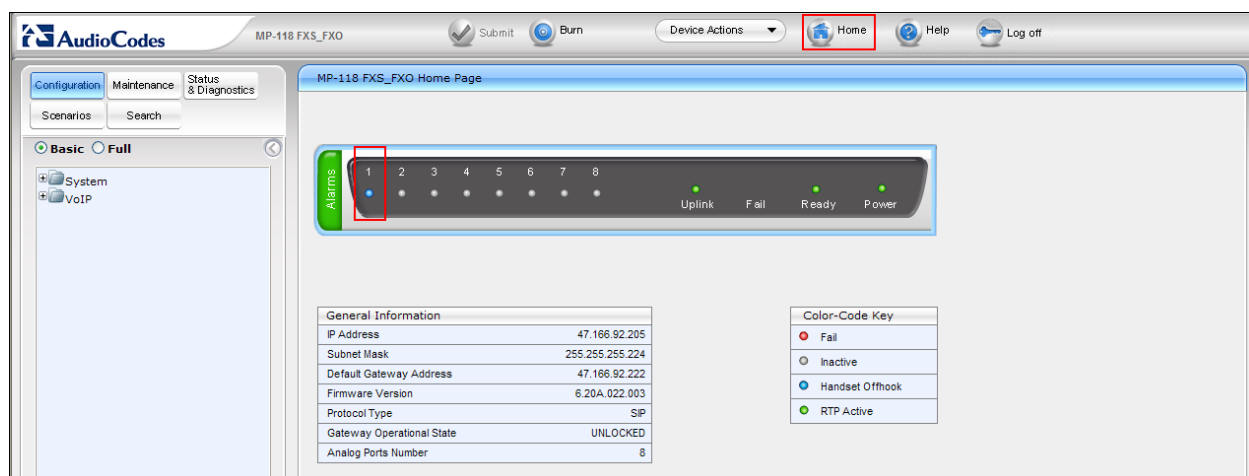 AudioCodes
MP-118 FXS_FXO
Submit
Burn
Device Actions
Home
Help
Log off
Configuration
Maintenance
Status
& Diagnostics
Scenarios
Search
Basic
Full
System
VoIP
MP-118 FXS_FXO Home Page
Alarms
1 2 3 4 5 6 7 8
Uplink Fail Ready Power
General Information
IP Address 47.166.92.205
Subnet Mask 255.255.255.224
Default Gateway Address 47.166.92.222
Firmware Version 6.20A.022.003
Protocol Type SIP
Gateway Operational State UNLOCKED
Analog Ports Number 8
Color-Code Key
Fail
Inactive
Handset Offhook
RTP Active